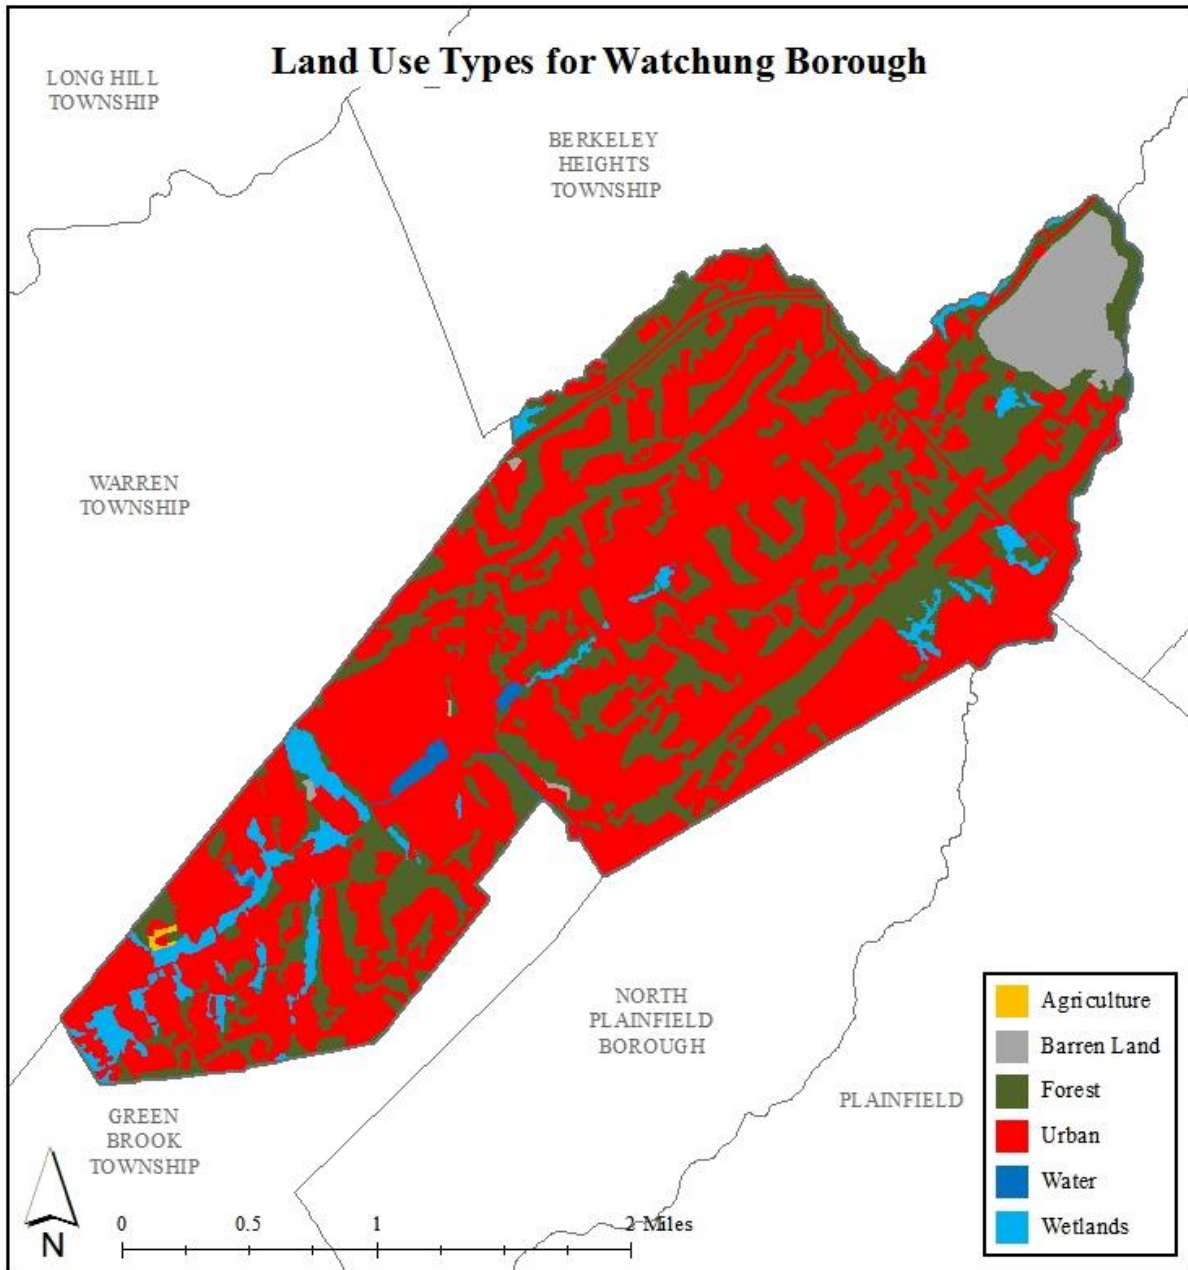 Land Use Types for Watchung Borough
LONG HILL
TOWNSHIP
BERKELEY
HEIGHTS
TOWNSHIP
WARREN
TOWNSHIP
NORTH
PLAINFIELD
BOROUGH
PLAINFIELD
GREEN
BROOK
TOWNSHIP
Agriculture
Barren Land
Forest
Urban
Water
Wetlands
N
0 0.5 1 2 Miles